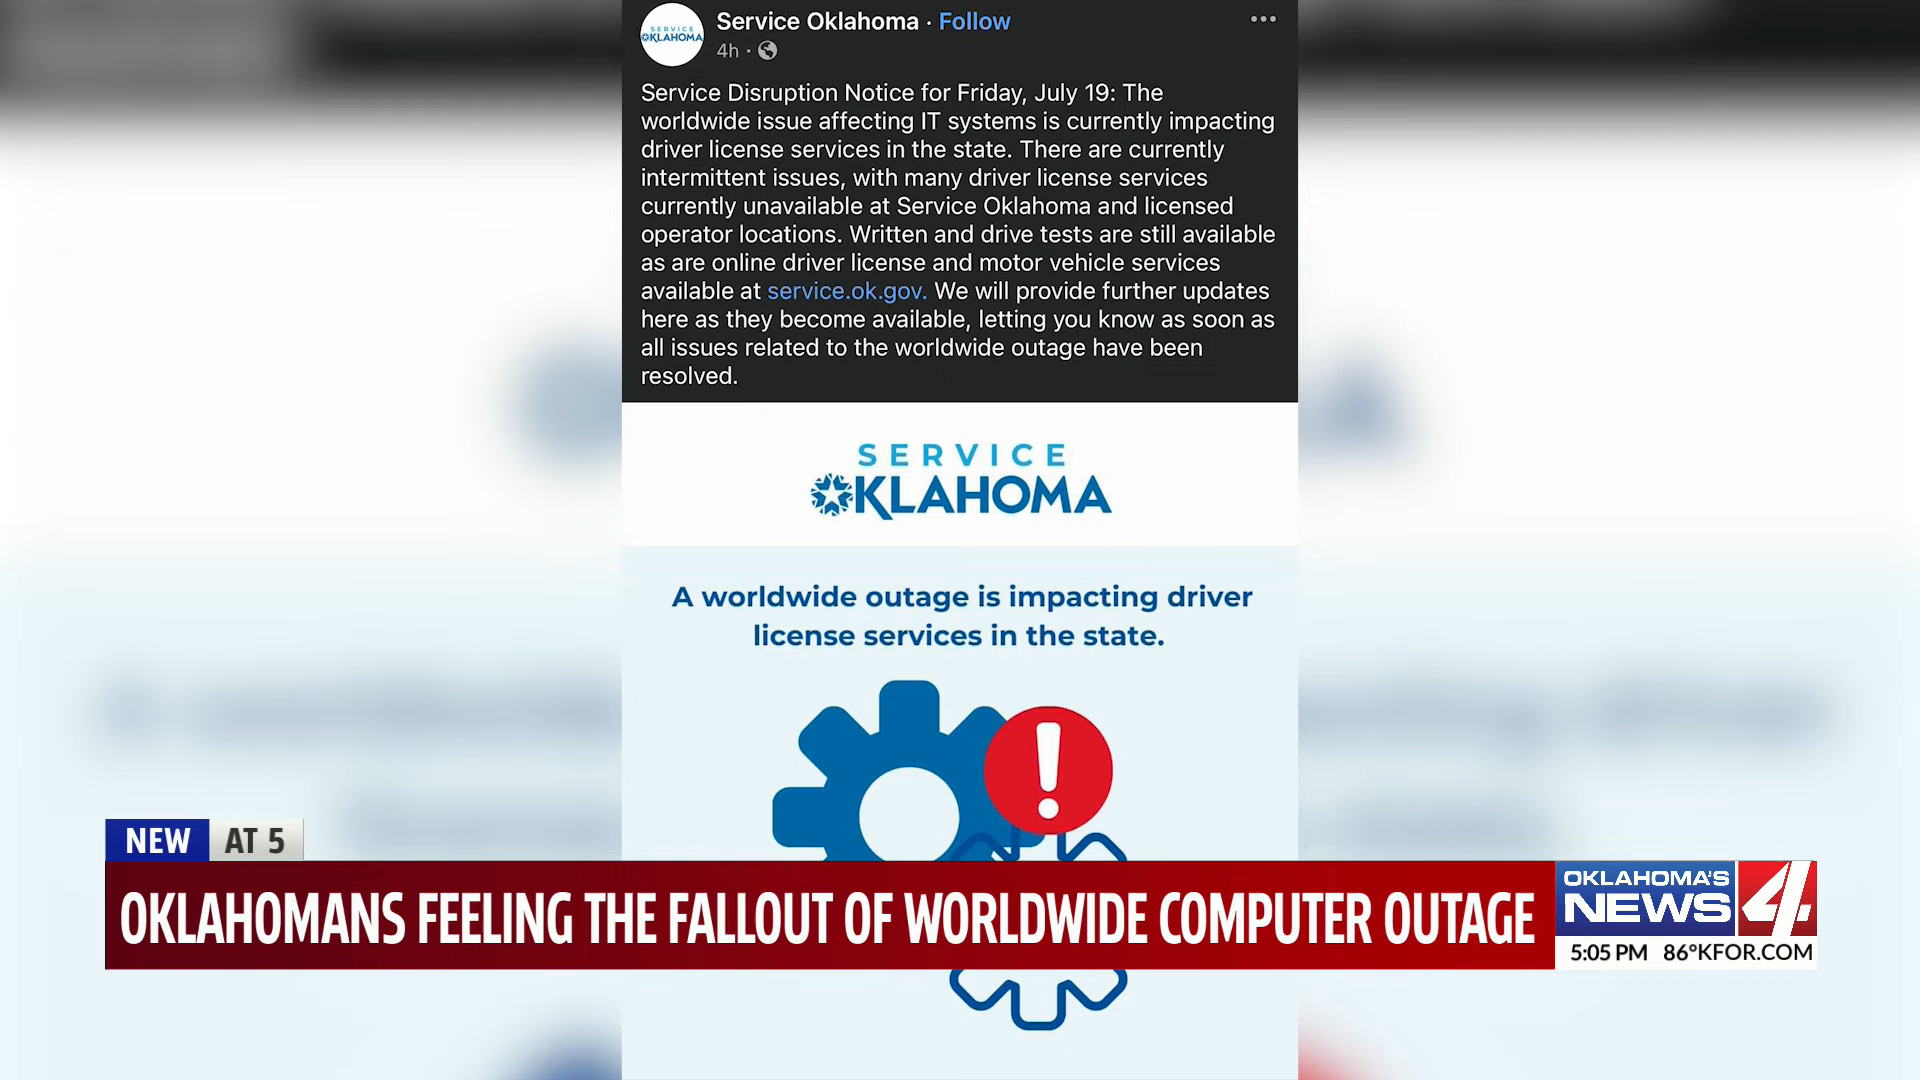 SERVICE
OKLAHOMA
Service Oklahoma · Follow
4h ·
Service Disruption Notice for Friday, July 19: The
worldwide issue affecting IT systems is currently impacting
driver license services in the state. There are currently
intermittent issues, with many driver license services
currently unavailable at Service Oklahoma and licensed
operator locations. Written and drive tests are still available
as are online driver license and motor vehicle services
available at service.ok.gov. We will provide further updates
here as they become available, letting you know as soon as
all issues related to the worldwide outage have been
resolved.
SERVICE
OKLAHOMA
A worldwide outage is impacting driver
license services in the state.
NEW AT 5
OKLAHOMANS FEELING THE FALLOUT OF WORLDWIDE COMPUTER OUTAGE
OKLAHOMA'S
NEWS 4
5:05 PM 86° KFOR.COM